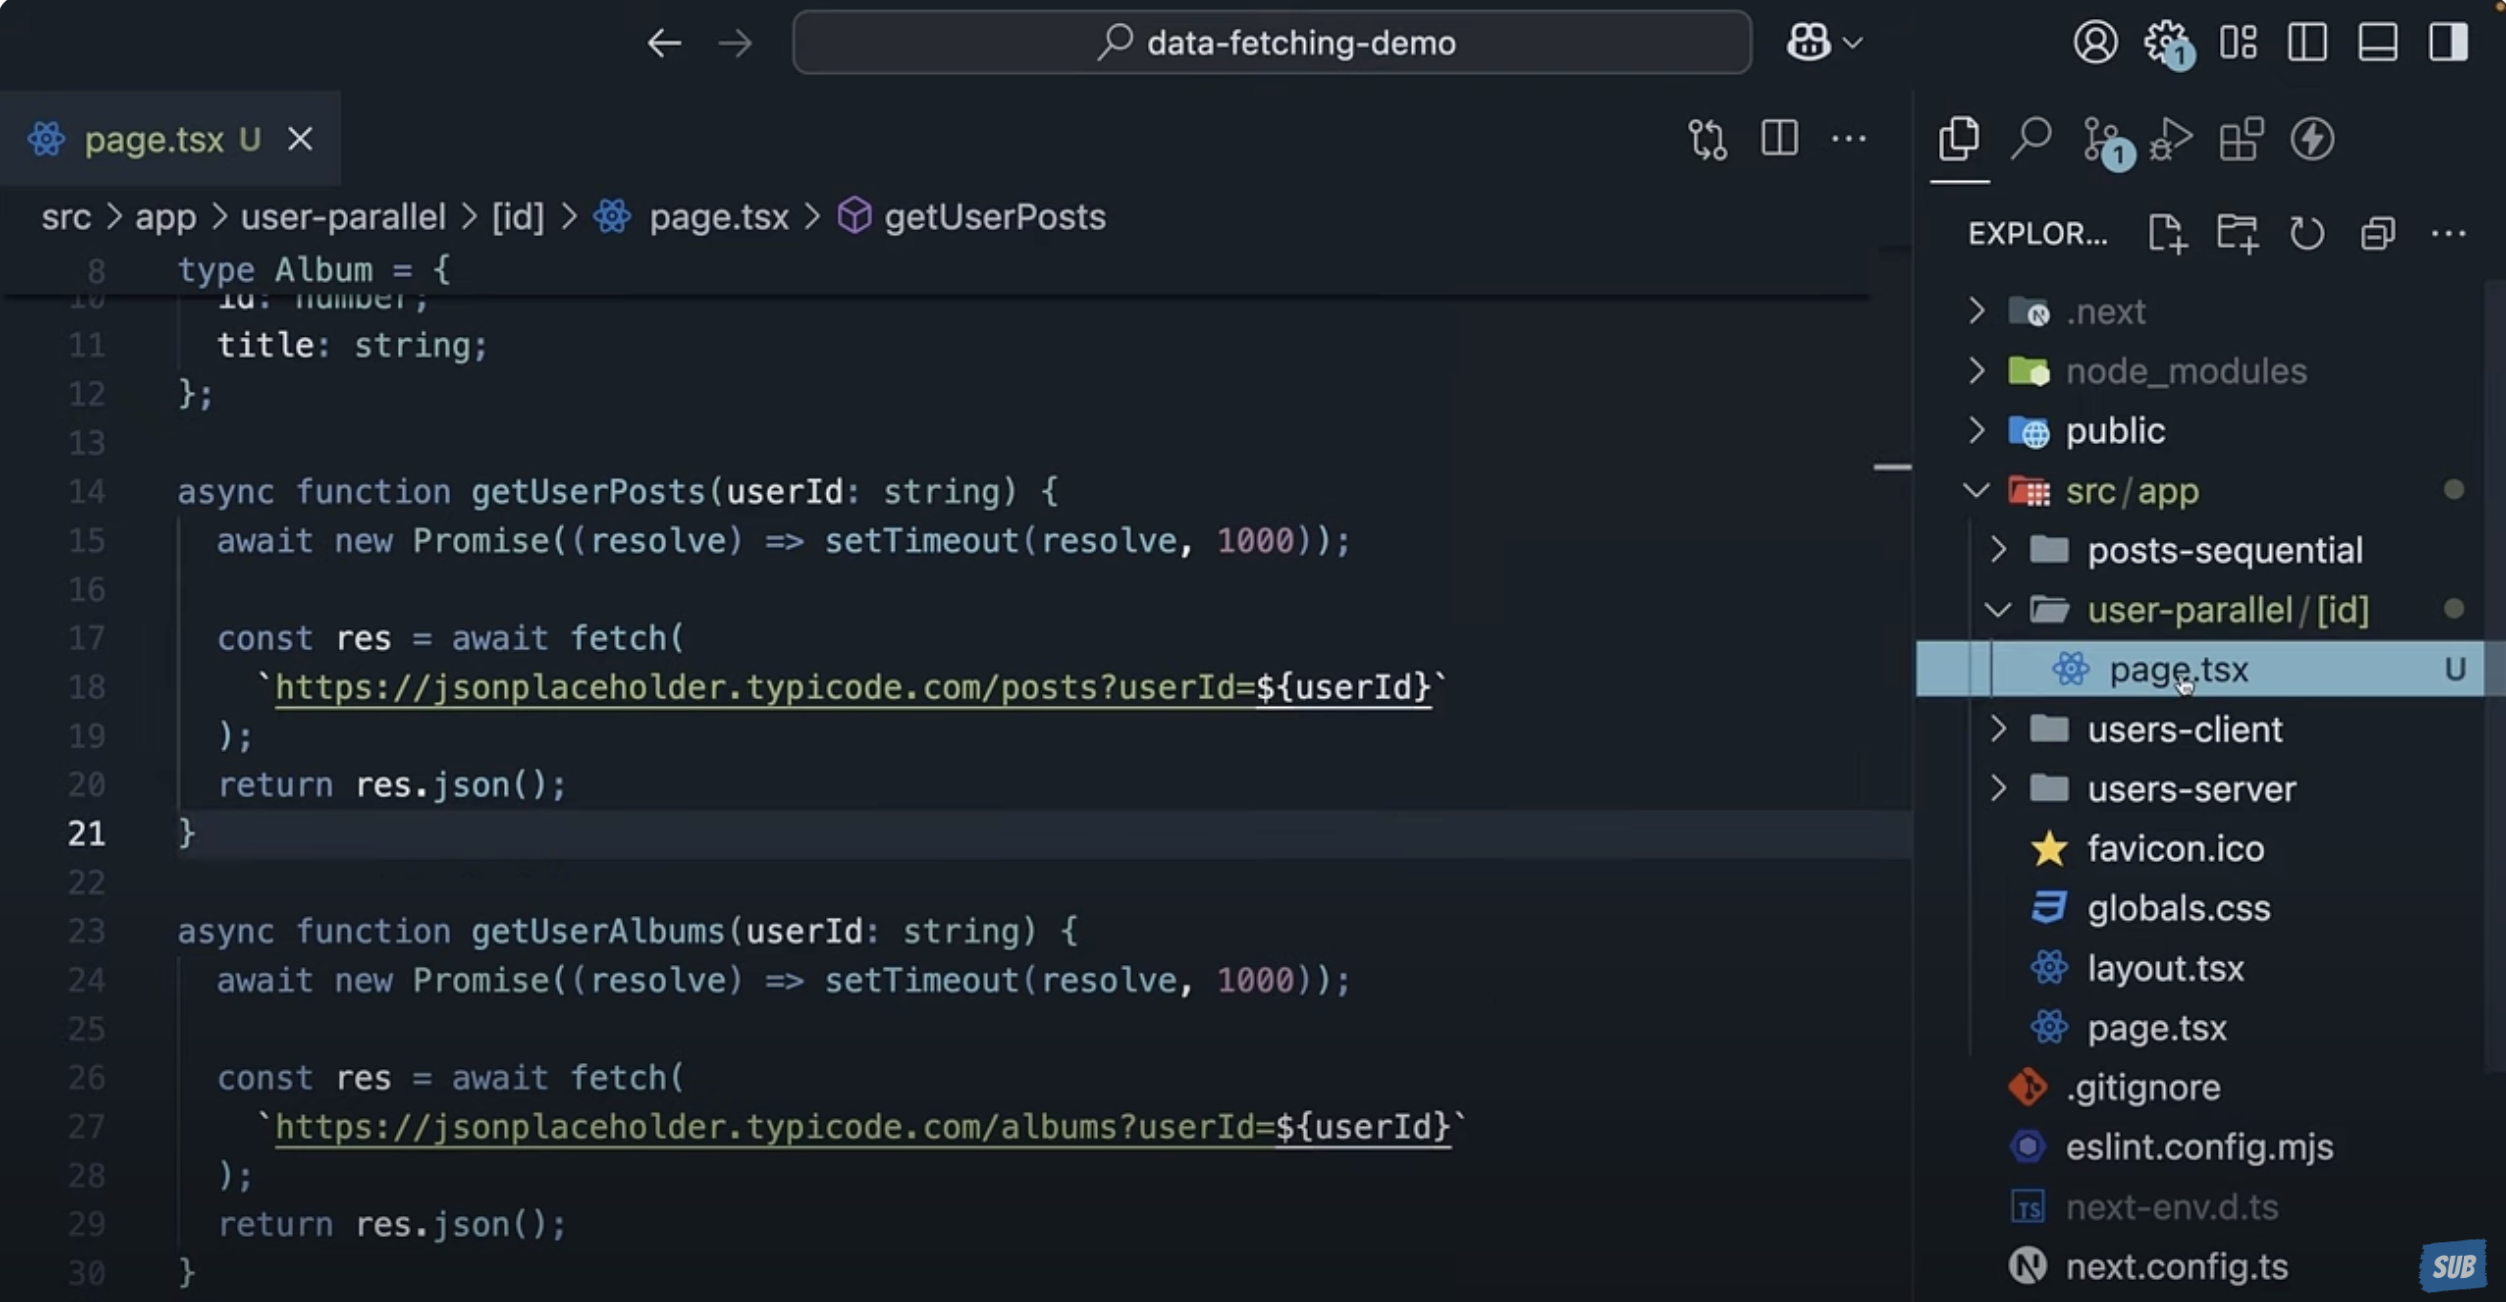 data-fetching-demo
1
page.tsx U
1
src > app > user-parallel > [id] > page.tsx > getUserPosts
EXPLOR...
8 type Album = {
10 id: number;
11 title: string;
12 };
13
14 async function getUserPosts(userId: string) {
15 await new Promise((resolve) => setTimeout(resolve, 1000));
16
17 const res = await fetch(
18 `https://jsonplaceholder.typicode.com/posts?userId=${userId}`
19 );
20 return res.json();
21 }
22
23 async function getUserAlbums(userId: string) {
24 await new Promise((resolve) => setTimeout(resolve, 1000));
25
26 const res = await fetch(
27 `https://jsonplaceholder.typicode.com/albums?userId=${userId}`
28 );
29 return res.json();
30 }
.next
node_modules
public
src/app
posts-sequential
user-parallel/[id]
page.tsx U
users-client
users-server
favicon.ico
globals.css
layout.tsx
page.tsx
.gitignore
eslint.config.mjs
TS next-env.d.ts
N next.config.ts
SUB